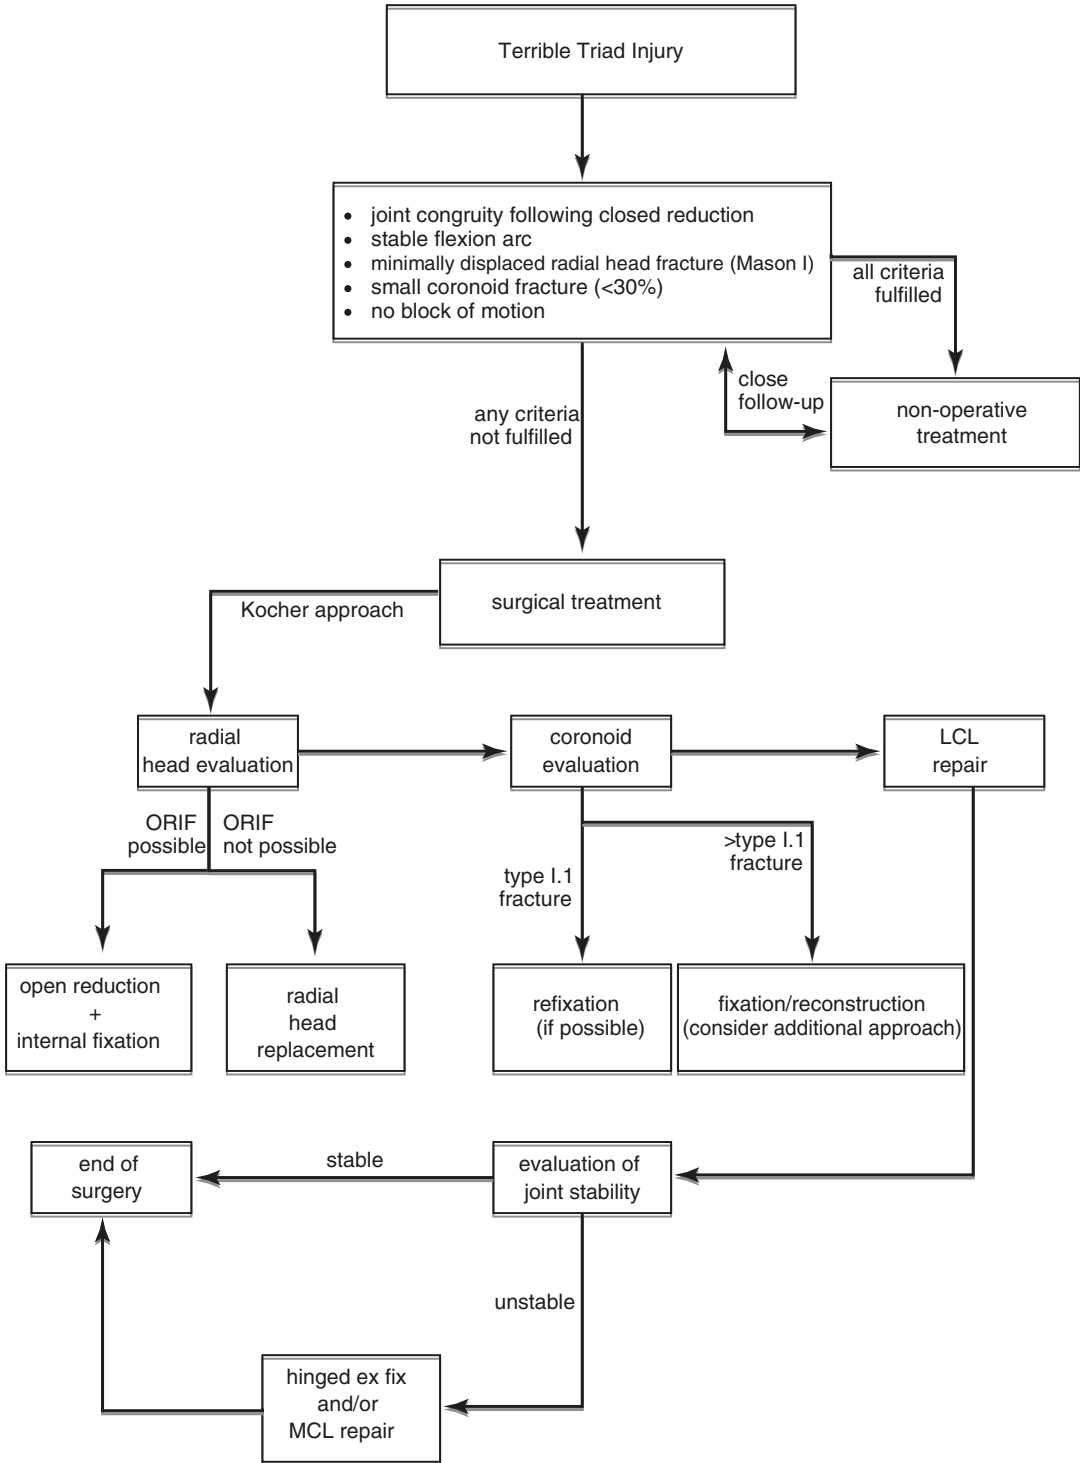 Terrible Triad Injury
• joint congruity following closed reduction
• stable flexion arc
• minimally displaced radial head fracture (Mason I)
• small coronoid fracture (<30%)
• no block of motion
all criteria
fulfilled
close
follow-up
non-operative
treatment
any criteria
not fulfilled
surgical treatment
Kocher approach
radial
head evaluation
coronoid
evaluation
LCL
repair
ORIF
possible
ORIF
not possible
type I.1
fracture
>type I.1
fracture
open reduction
+
internal fixation
radial
head
replacement
refixation
(if possible)
fixation/reconstruction
(consider additional approach)
end of
surgery
stable
evaluation of
joint stability
unstable
hinged ex fix
and/or
MCL repair